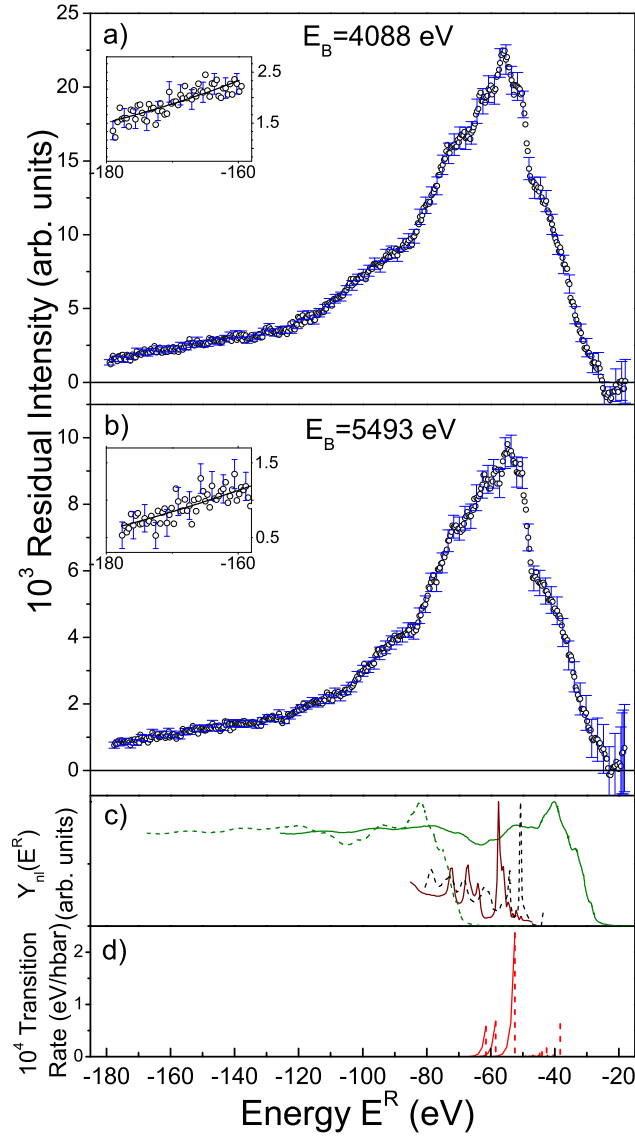 a)
E_B=4088 eV
25
20
15
10
5
0
2.5
1.5
-180 -160
10^3 Residual Intensity (arb. units)
b)
E_B=5493 eV
10
8
6
4
2
0
1.5
0.5
-180 -160
c)
Y_nl(E^R)
(arb. units)
d)
10^4 Transition
Rate (eV/hbar)
2
1
0
-180 -160 -140 -120 -100 -80 -60 -40 -20
Energy E^R (eV)